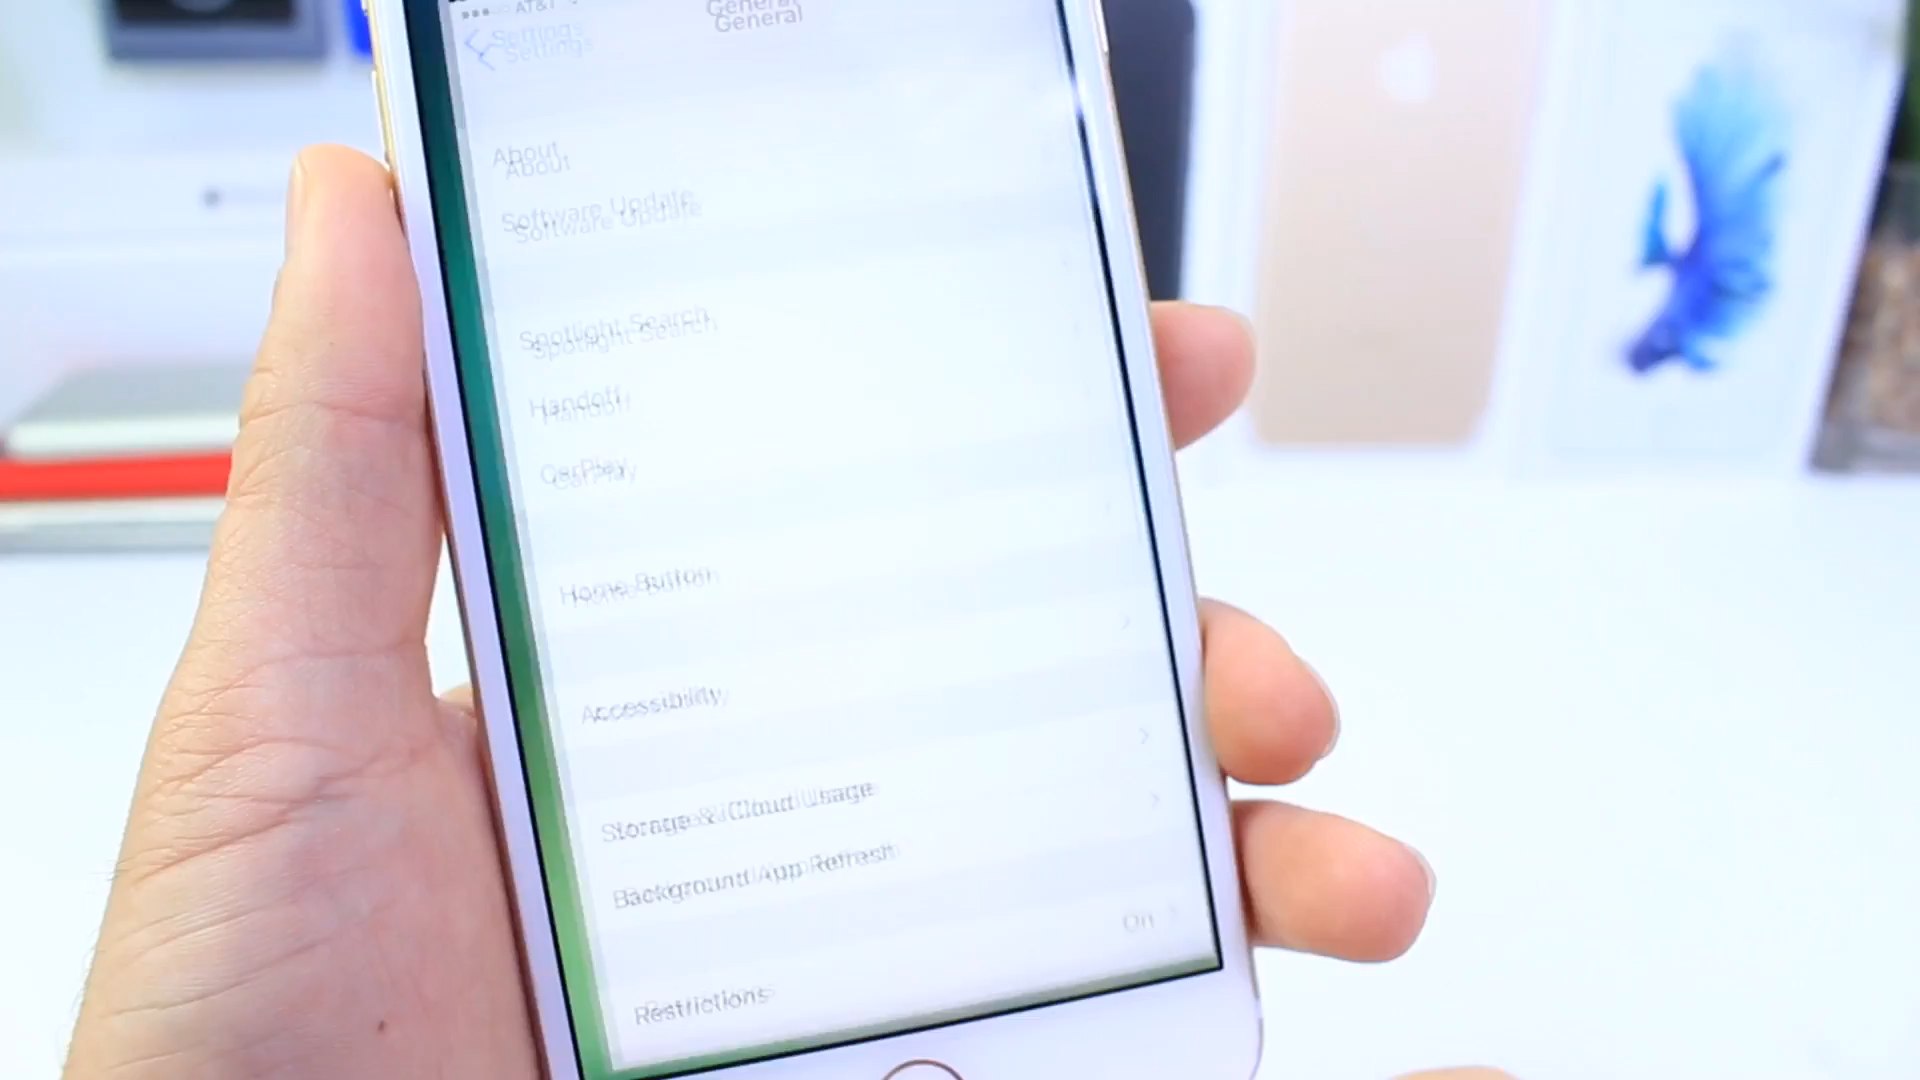 AT&T
Settings
General
About
Software Update
Spotlight Search
Handoff
CarPlay
Home Button
Accessibility
Storage & iCloud Usage
Background App Refresh
Restrictions
On